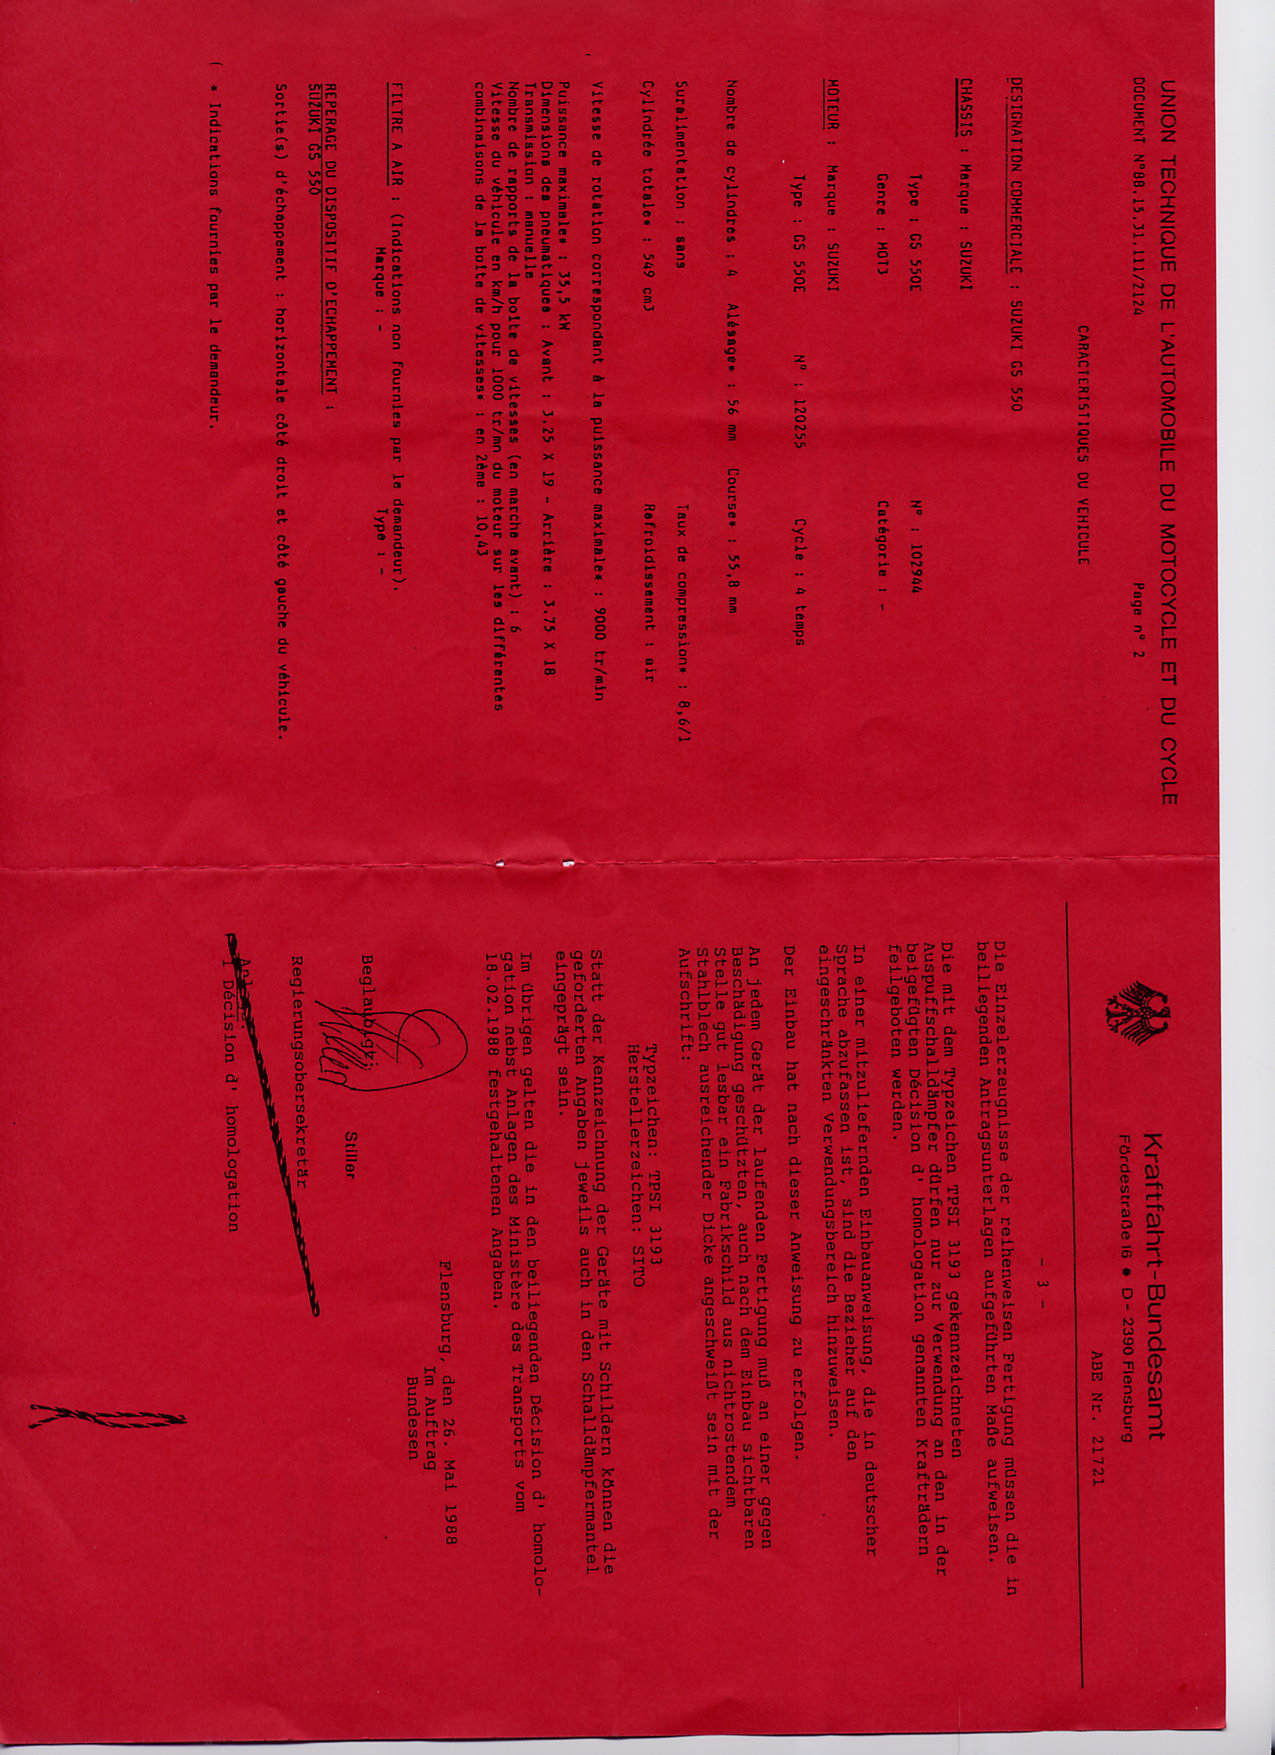 UNION TECHNIQUE DE L'AUTOMOBILE DU MOTOCYCLE ET DU CYCLE
DOCUMENT N°88.15.31.111/2124 Page n° 2
CARACTERISTIQUES DU VEHICULE
DESIGNATION COMMERCIALE : SUZUKI GS 550
CHASSIS : Marque : SUZUKI
Type : GS 550E N° : 102944
Genre : MOT3 Catégorie : -
MOTEUR : Marque : SUZUKI
Type : GS 550E N° : 120255 Cycle : 4 temps
Nombre de cylindres : 4 Alésage* : 56 mm Course* : 55,8 mm
Suralimentation : sans Taux de compression* : 8,6/1
Cylindrée totale* : 549 cm3 Refroidissement : air
Vitesse de rotation correspondant à la puissance maximale* : 9000 tr/min
Puissance maximale* : 35,5 kW
Dimensions des pneumatiques : Avant : 3.25 X 19 - Arrière : 3.75 X 18
Transmission : manuelle
Nombre de rapports de la boîte de vitesses (en marche avant) : 6
Vitesse du véhicule en km/h pour 1000 tr/mn du moteur sur les différentes
combinaisons de la boîte de vitesses* : en 2ème : 10,43
FILTRE A AIR : (Indications non fournies par le demandeur).
Marque : - Type : -
REPERAGE DU DISPOSITIF D'ECHAPPEMENT :
SUZUKI GS 550
Sortie(s) d'échappement : horizontale côté droit et côté gauche du véhicule.
( * Indications fournies par le demandeur.
Kraftfahrt-Bundesamt
Fördestraße 16 ● D - 2390 Flensburg
ABE Nr. 21721
- 3 -
Die Einzelerzeugnisse der reihenweisen Fertigung müssen die in
beiliegenden Antragsunterlagen aufgeführten Maße aufweisen.
Die mit dem Typzeichen TPSI 3193 gekennzeichneten
Auspuffschalldämpfer dürfen nur zur Verwendung an den in der
beigefügten Décision d' homologation genannten Krafträdern
feilgeboten werden.
In einer mitzuliefernden Einbauanweisung, die in deutscher
Sprache abzufassen ist, sind die Bezieher auf den
eingeschränkten Verwendungsbereich hinzuweisen.
Der Einbau hat nach dieser Anweisung zu erfolgen.
An jedem Gerät der laufenden Fertigung muß an einer gegen
Beschädigung geschützten, auch nach dem Einbau sichtbaren
Stelle gut lesbar ein Fabrikschild aus nichtrostendem
Stahlblech ausreichender Dicke angeschweißt sein mit der
Aufschrift:
Typzeichen: TPSI 3193
Herstellerzeichen: SITO
Statt der Kennzeichnung der Geräte mit Schildern können die
geforderten Angaben jeweils auch in den Schalldämpfermantel
eingeprägt sein.
Im übrigen gelten die in den beiliegenden Décision d' homolo-
gation nebst Anlagen des Ministère des Transports vom
18.02.1988 festgehaltenen Angaben.
Flensburg, den 26. Mai 1988
Im Auftrag
Bundesen
Beglaubigt:
Stiller
Regierungsobersekretär
Anlage:
1 Décision d' homologation